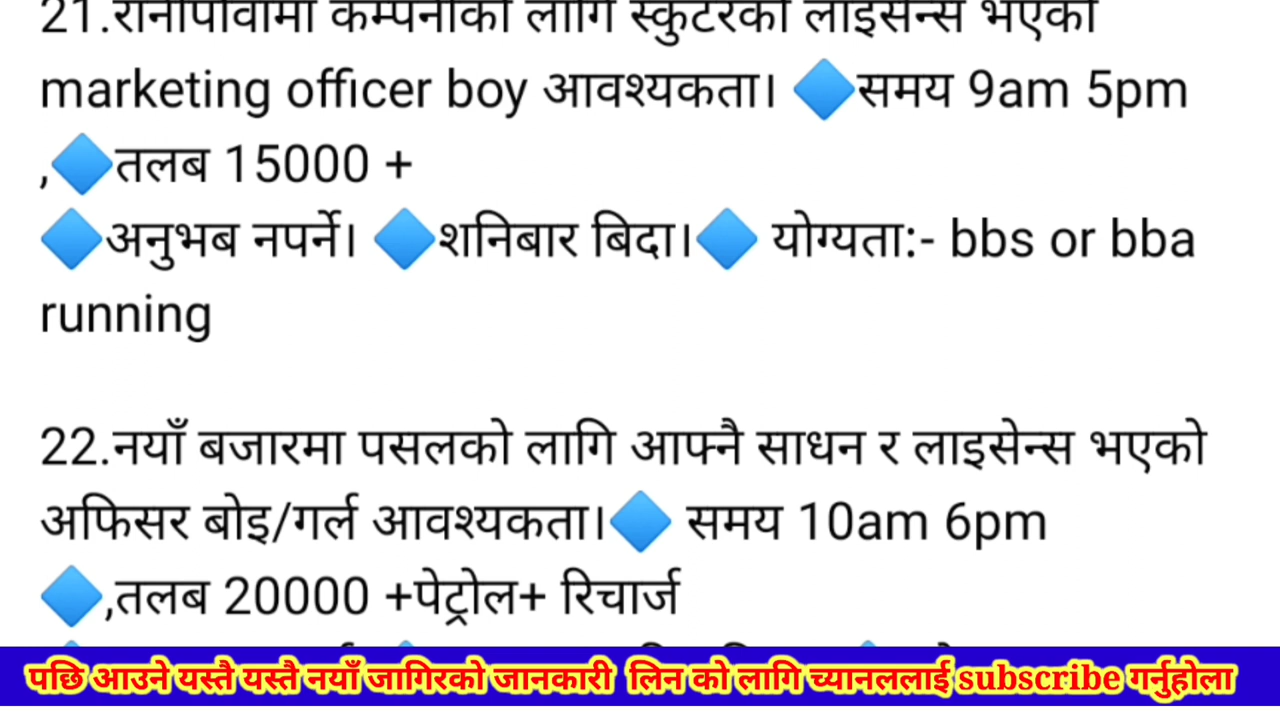 21.रानीपोवामा कम्पनीको लागि स्कुटरको लाइसेन्स भएको
marketing officer boy आवश्यकता। 🔷समय 9am 5pm
,🔷तलब 15000 +
🔷अनुभब नपर्ने। 🔷शनिबार बिदा।🔷 योग्यता:- bbs or bba
running
22.नयाँ बजारमा पसलको लागि आफ्नै साधन र लाइसेन्स भएको
अफिसर बोइ/गर्ल आवश्यकता।🔷 समय 10am 6pm
🔷,तलब 20000 +पेट्रोल+ रिचार्ज
पछि आउने यस्तै यस्तै नयाँ जागिरको जानकारी लिन को लागि च्यानललाई subscribe गर्नुहोला